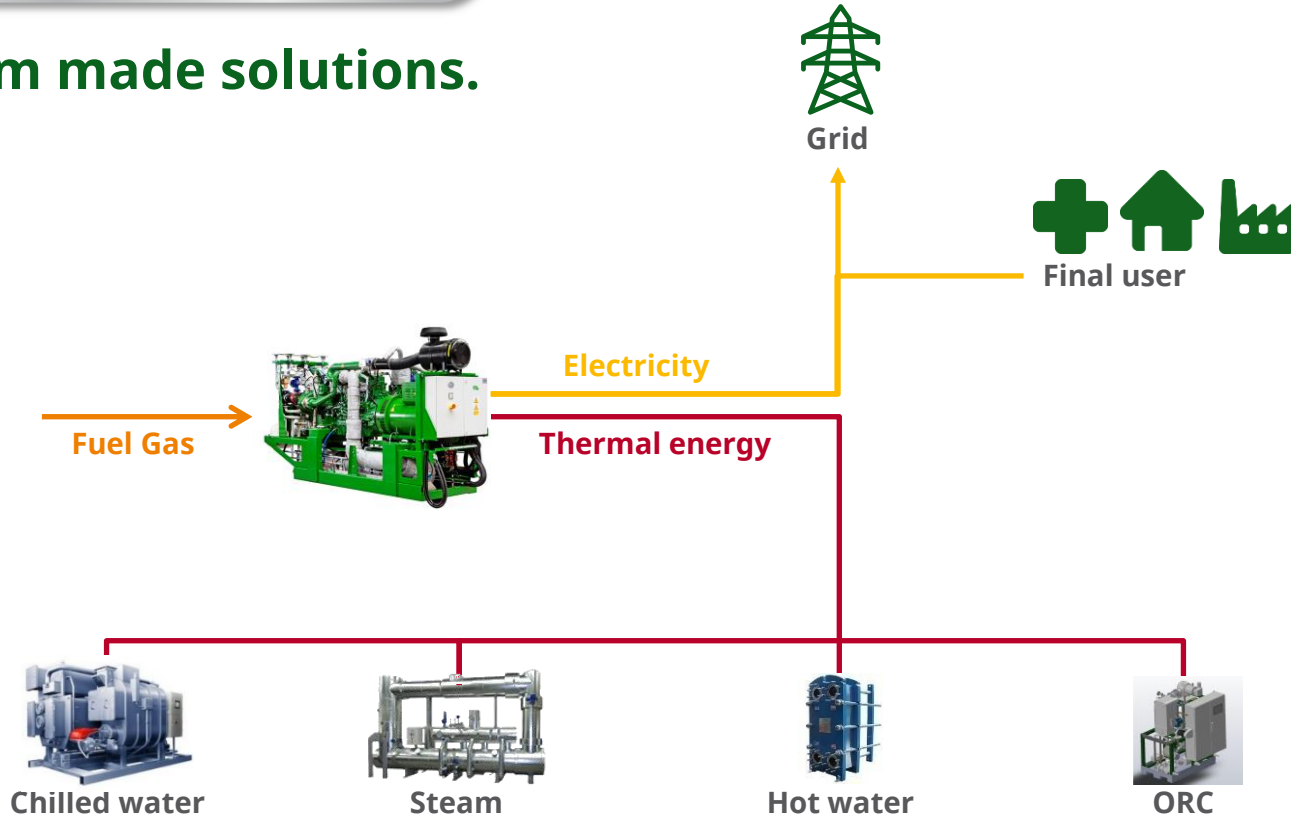 made solutions.
Grid
Final user
Electricity
Fuel Gas
Thermal energy
Chilled water
Steam
Hot water
ORC